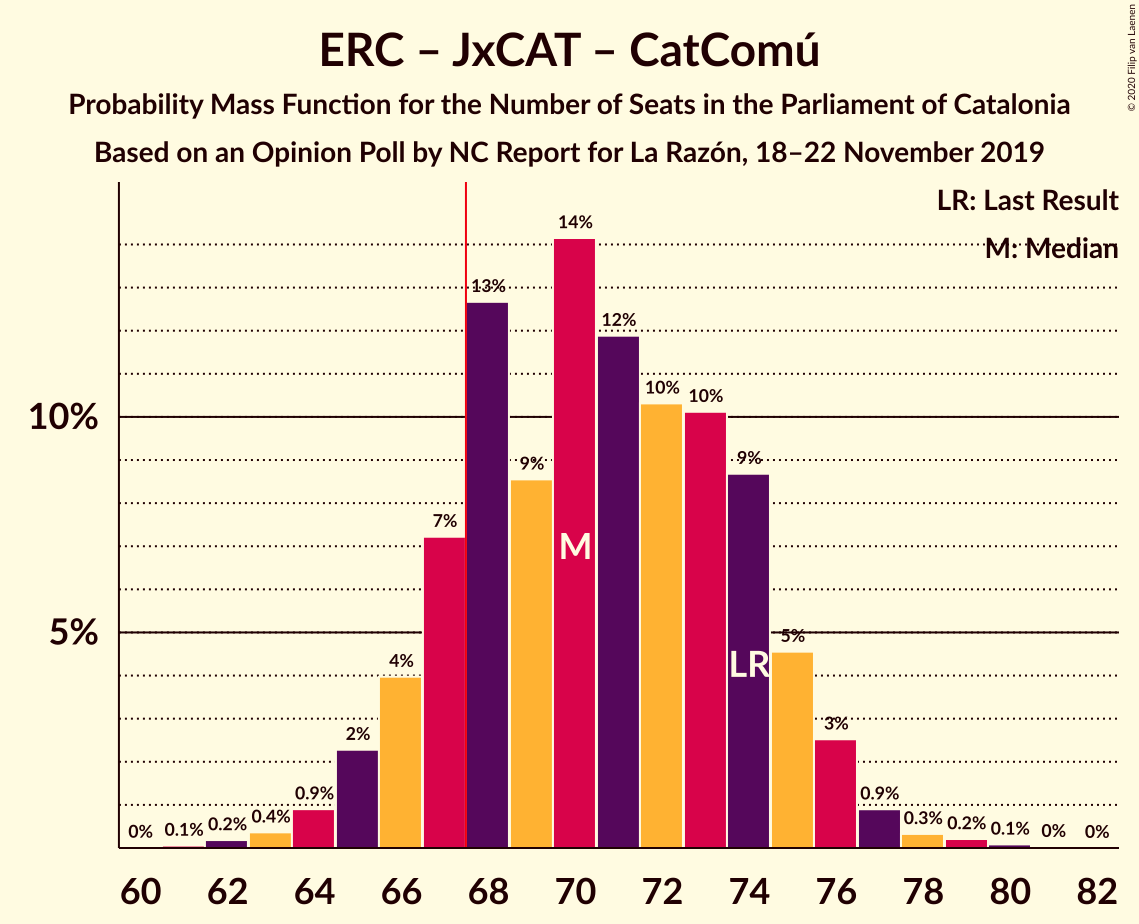 ERC – JxCAT – CatComú
Probability Mass Function for the Number of Seats in the Parliament of Catalonia
Based on an Opinion Poll by NC Report for La Razón, 18–22 November 2019
© 2020 Filip van Laenen
LR: Last Result
M: Median
10%
5%
0%
0.1%
0.2%
0.4%
0.9%
2%
4%
7%
13%
9%
14%
12%
10%
10%
9%
5%
3%
0.9%
0.3%
0.2%
0.1%
0%
0%
M
LR
60 62 64 66 68 70 72 74 76 78 80 82